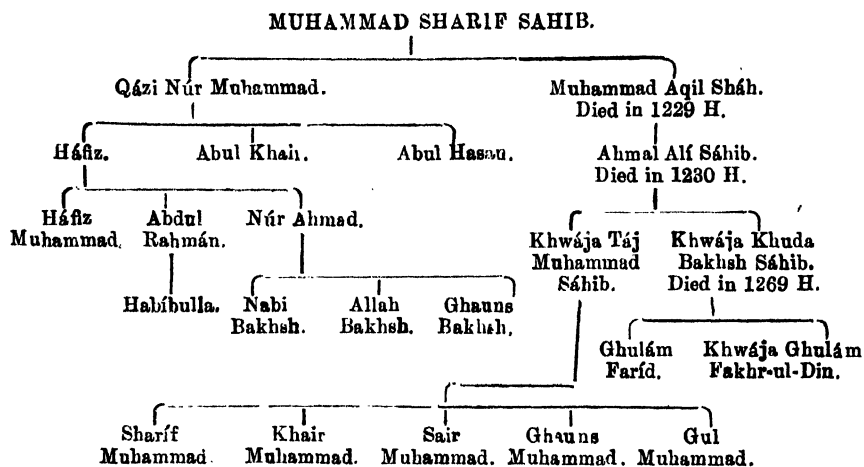 MUHAMMAD SHARIF SAHIB.
Qázi Núr Muhammad.
Muhammad Aqil Sháh.
Died in 1229 H.
Háfiz.
Abul Khair.
Abul Hasan.
Ahmal Alí Sáhib.
Died in 1230 H.
Háfiz
Muhammad.
Abdul
Rahmán.
Núr Ahmad.
Khwája Táj
Muhammad
Sáhib.
Khwája Khuda
Bakhsh Sáhib.
Died in 1269 H.
Habíbulla.
Nabi
Bakhsh.
Allah
Bakhsh.
Ghauns
Bakhsh.
Ghulám
Faríd.
Khwája Ghulám
Fakhr-ul-Din.
Sharíf
Muhammad.
Khair
Muhammad.
Sair
Muhammad.
Ghauns
Muhammad.
Gul
Muhammad.